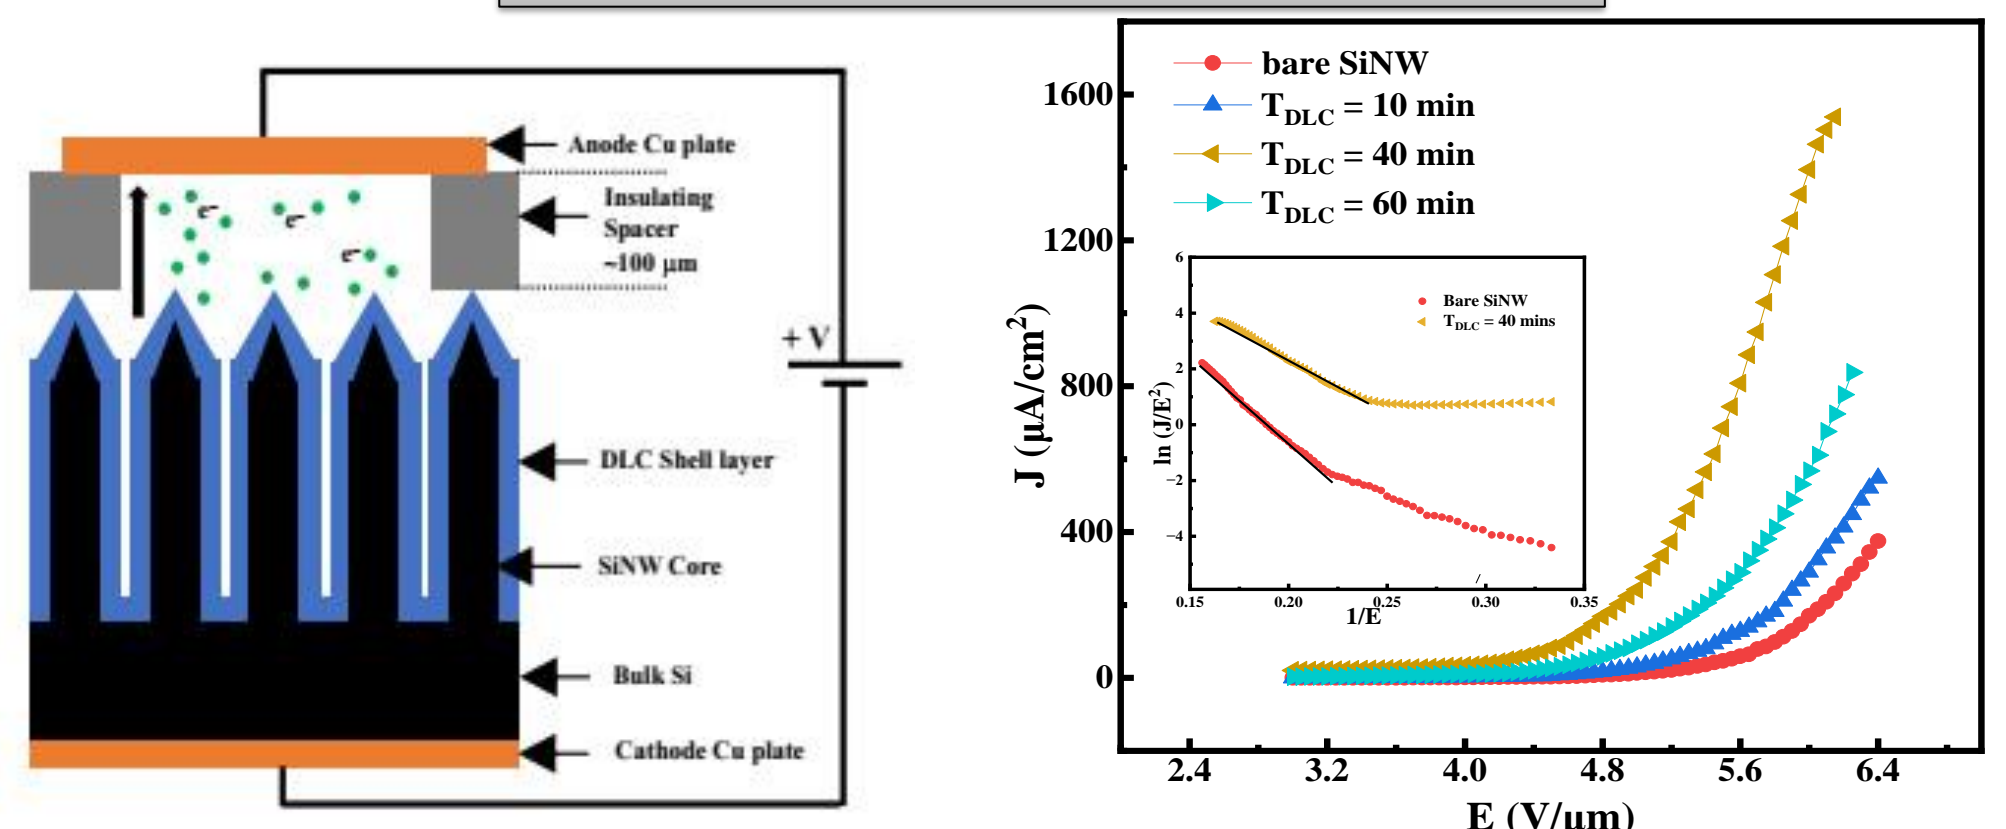 Anode Cu plate
Insulating
Spacer
~100 μm
e⁻
e⁻
e⁻
+ V
DLC Shell layer
SiNW Core
Bulk Si
Cathode Cu plate
bare SiNW
T_DLC = 10 min
T_DLC = 40 min
T_DLC = 60 min
J (μA/cm²)
1600
1200
800
400
0
2.4 3.2 4.0 4.8 5.6 6.4
E (V/μm)
Bare SiNW
T_DLC = 40 mins
ln (J/E²)
6
4
2
0
−2
−4
0.15 0.20 0.25 0.30 0.35
1/E